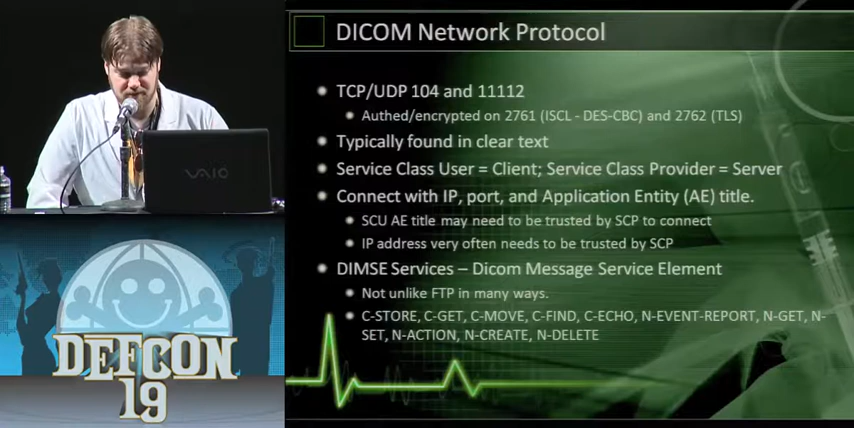 DICOM Network Protocol
TCP/UDP 104 and 11112
Authed/encrypted on 2761 (ISCL - DES-CBC) and 2762 (TLS)
Typically found in clear text
Service Class User = Client; Service Class Provider = Server
Connect with IP, port, and Application Entity (AE) title.
SCU AE title may need to be trusted by SCP to connect
IP address very often needs to be trusted by SCP
DIMSE Services – Dicom Message Service Element
Not unlike FTP in many ways.
C-STORE, C-GET, C-MOVE, C-FIND, C-ECHO, N-EVENT-REPORT, N-GET, N-
SET, N-ACTION, N-CREATE, N-DELETE
VAIO
DEFCON
19